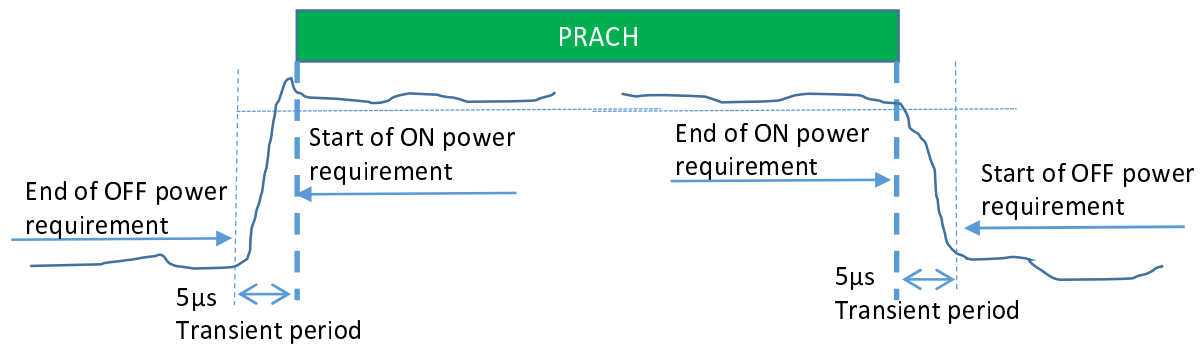 PRACH
Start of ON power
requirement
End of ON power
requirement
End of OFF power
requirement
Start of OFF power
requirement
5µs
Transient period
5µs
Transient period